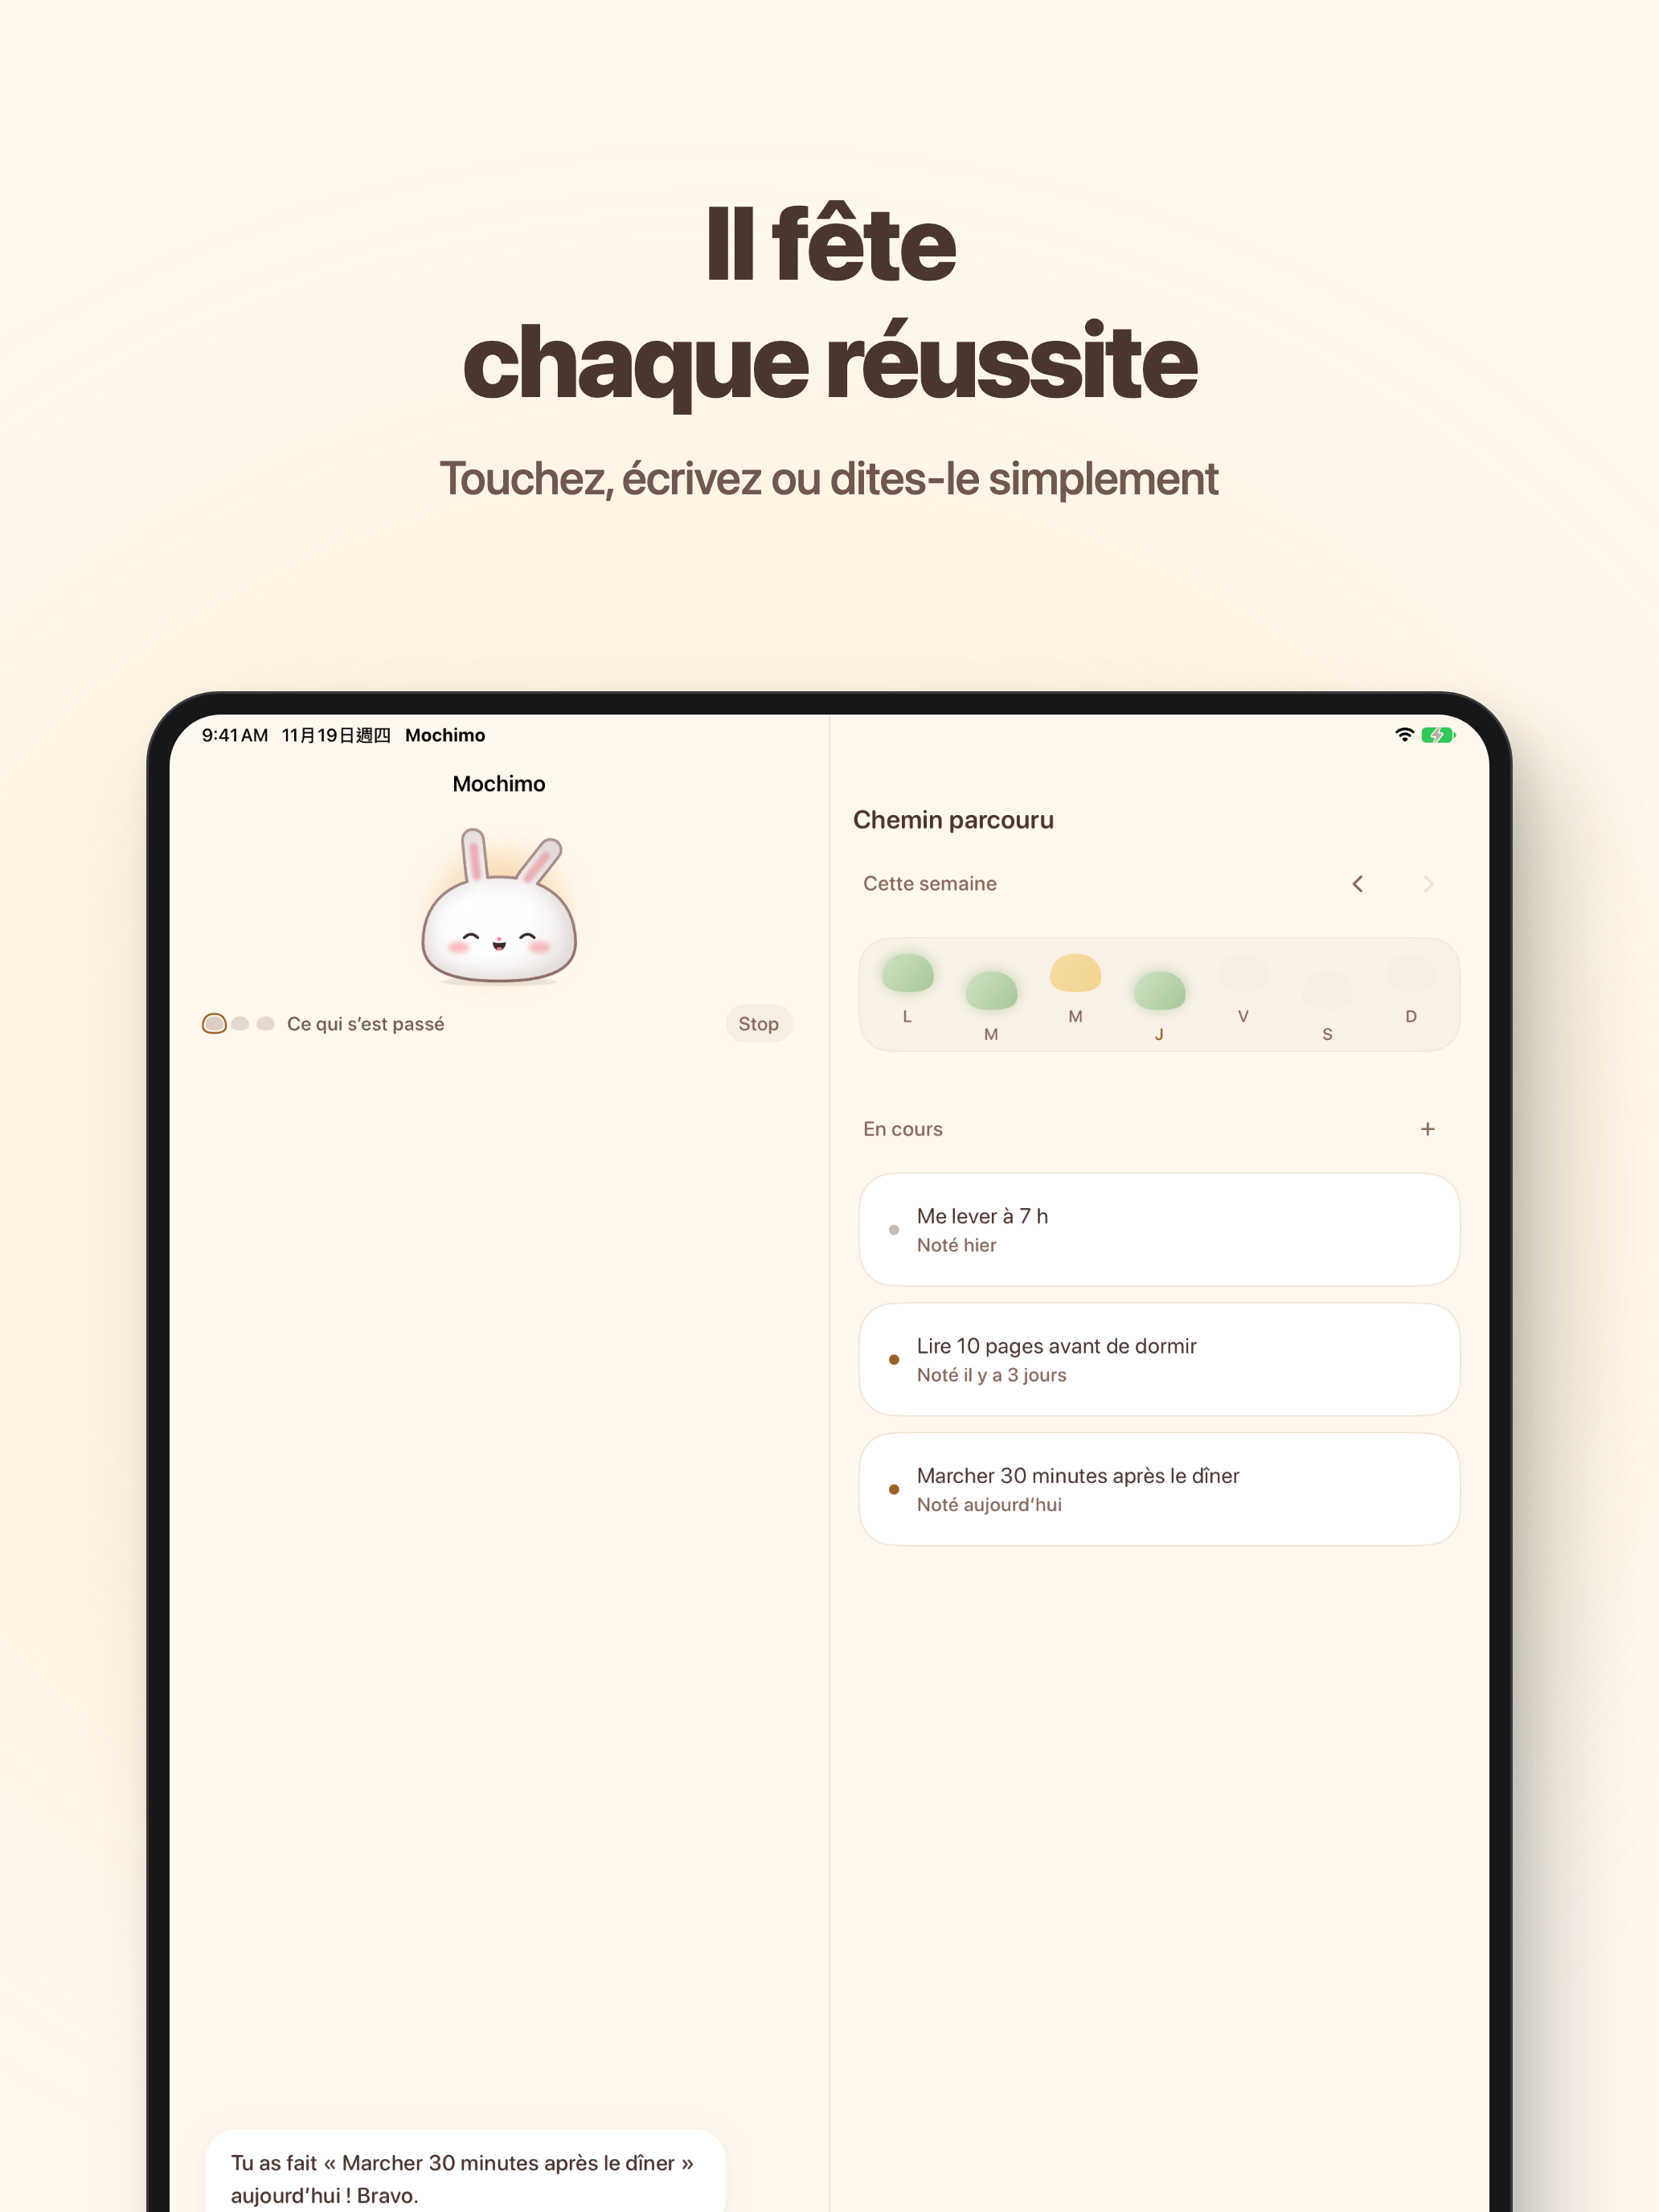 Il fête
chaque réussite
Touchez, écrivez ou dites-le simplement
9:41 AM 11月19日週四 Mochimo
Mochimo
Ce qui s’est passé
Stop
Chemin parcouru
Cette semaine
L M M J V S D
En cours
+
Me lever à 7 h
Noté hier
Lire 10 pages avant de dormir
Noté il y a 3 jours
Marcher 30 minutes après le dîner
Noté aujourd’hui
Tu as fait « Marcher 30 minutes après le dîner »
aujourd’hui ! Bravo.